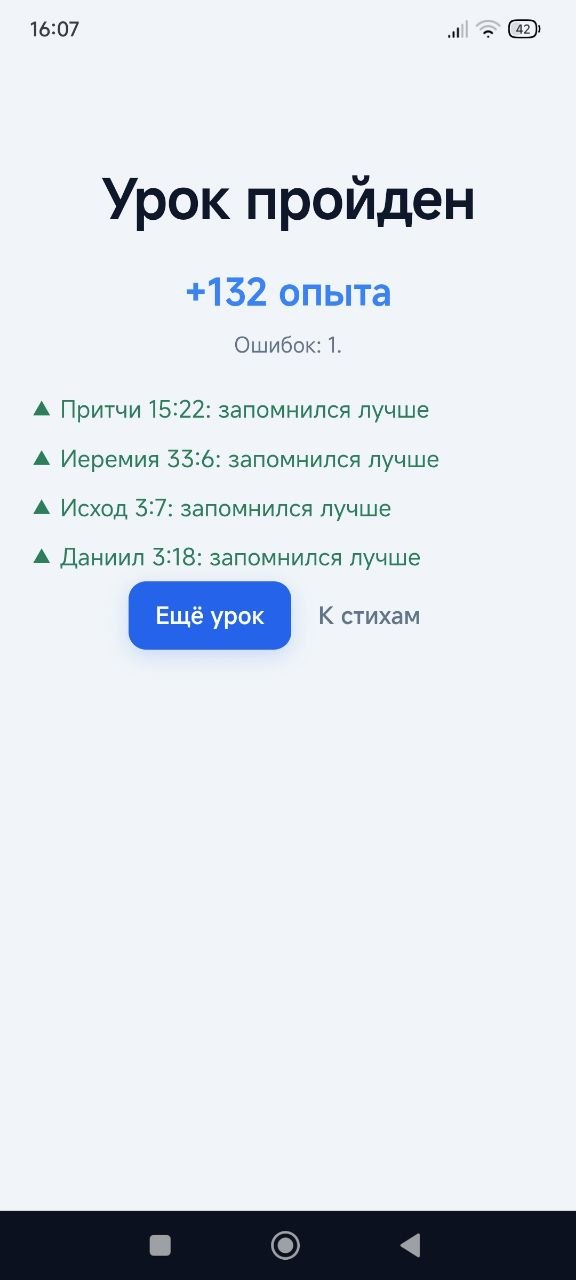 16:07
42
Урок пройден
+132 опыта
Ошибок: 1.
▲ Притчи 15:22: запомнился лучше
▲ Иеремия 33:6: запомнился лучше
▲ Исход 3:7: запомнился лучше
▲ Даниил 3:18: запомнился лучше
Ещё урок
К стихам